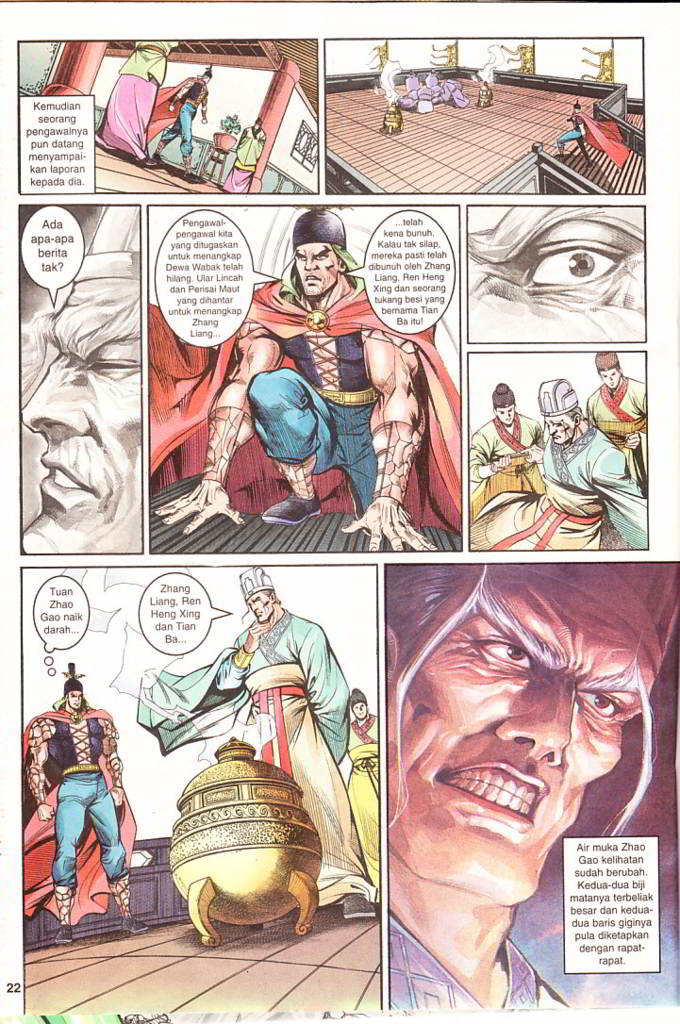 Kemudian
seorang
pengawalnya
pun datang
menyampai-
kan laporan
kepada dia.
Ada
apa-apa
berita
tak?
Pengawal-
pengawal kita
yang ditugaskan
untuk menangkap
Dewa Wabak telah
hilang. Ular Lincah
dan Perisai Maut
yang dihantar
untuk menangkap
Zhang
Liang...
...telah
kena bunuh.
Kalau tak silap,
mereka pasti telah
dibunuh oleh Zhang
Liang, Ren Heng
Xing dan seorang
tukang besi yang
bernama Tian
Ba itu!
Tuan
Zhao
Gao naik
darah...
Zhang
Liang, Ren
Heng Xing
dan Tian
Ba...
Air muka Zhao
Gao kelihatan
sudah berubah.
Kedua-dua biji
matanya terbeliak
besar dan kedua-
dua baris giginya
pula diketapkan
dengan rapat-
rapat.
22